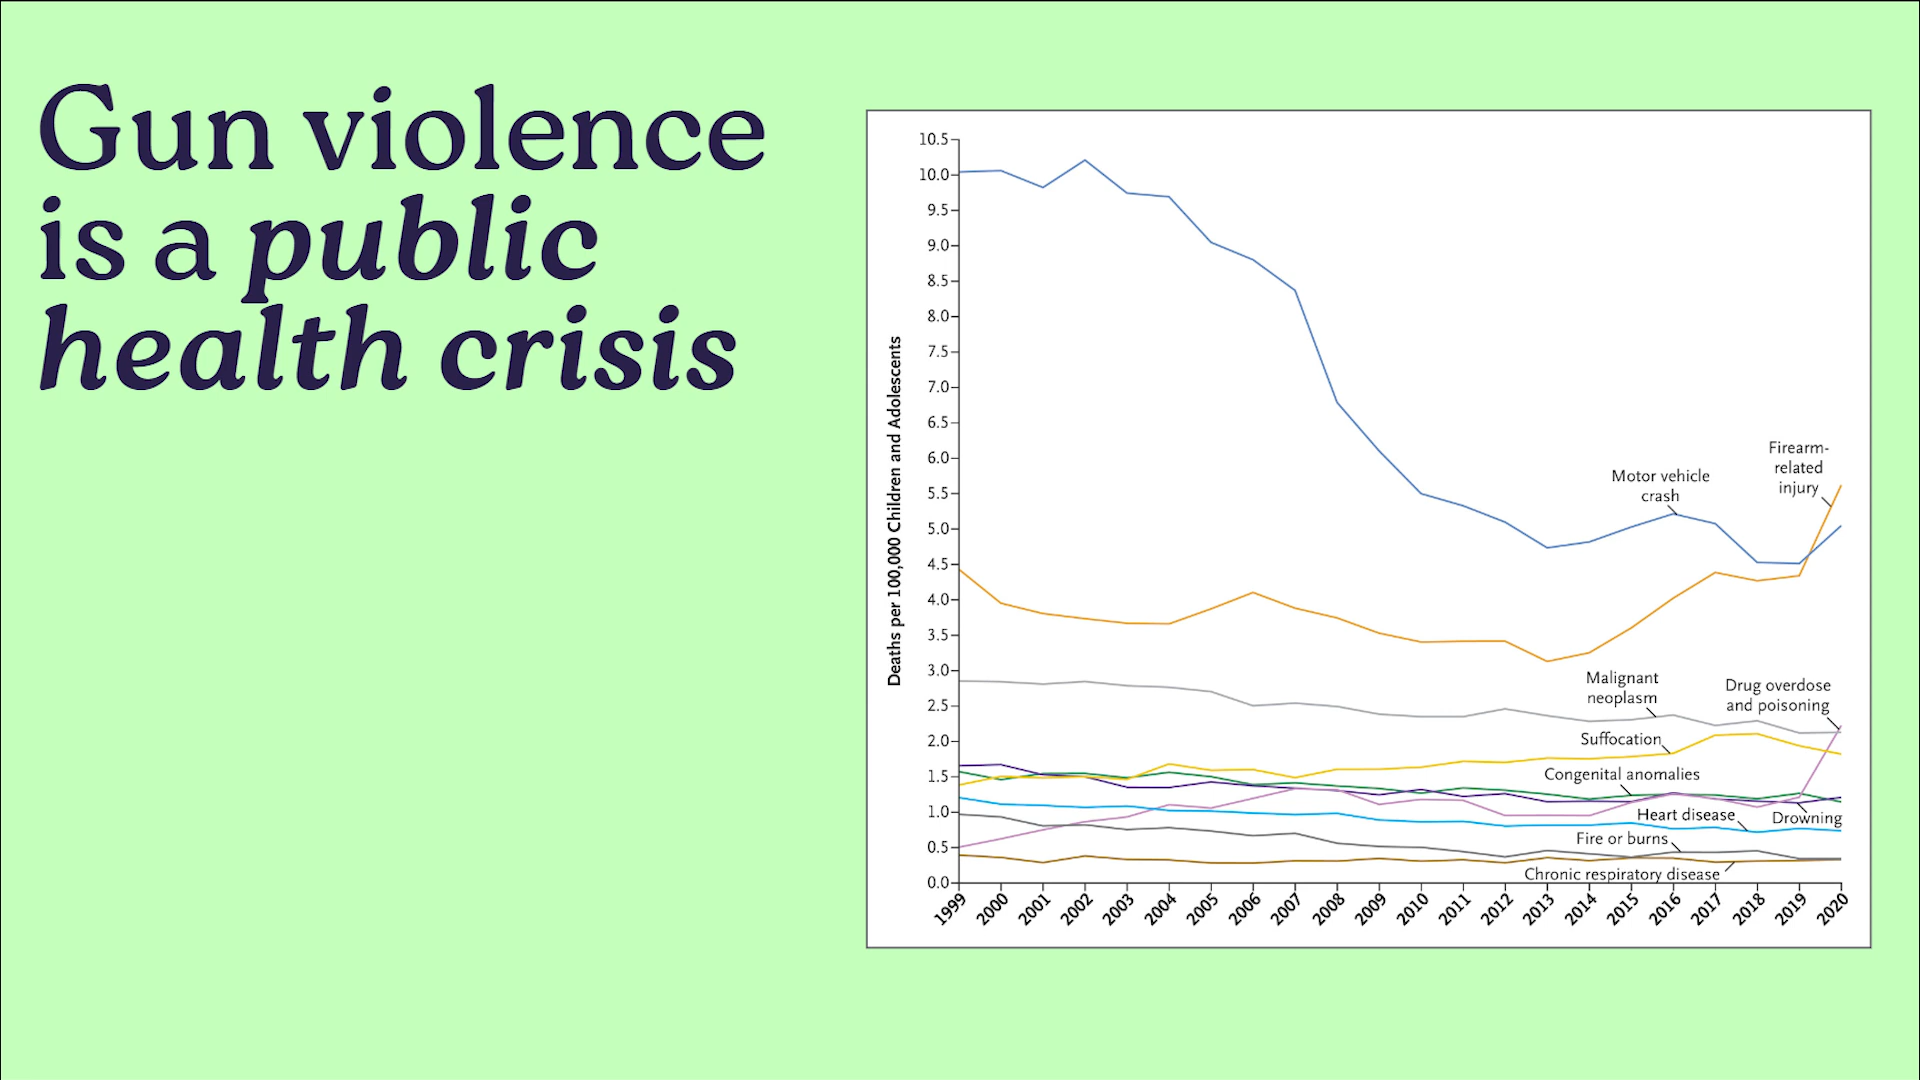 Gun violence
is a public
health crisis
Deaths per 100,000 Children and Adolescents
10.5
10.0
9.5
9.0
8.5
8.0
7.5
7.0
6.5
6.0
5.5
5.0
4.5
4.0
3.5
3.0
2.5
2.0
1.5
1.0
0.5
0.0
Firearm-
related
injury
Motor vehicle
crash
Malignant
neoplasm
Drug overdose
and poisoning
Suffocation
Congenital anomalies
Heart disease
Drowning
Fire or burns
Chronic respiratory disease
1999
2000
2001
2002
2003
2004
2005
2006
2007
2008
2009
2010
2011
2012
2013
2014
2015
2016
2017
2018
2019
2020